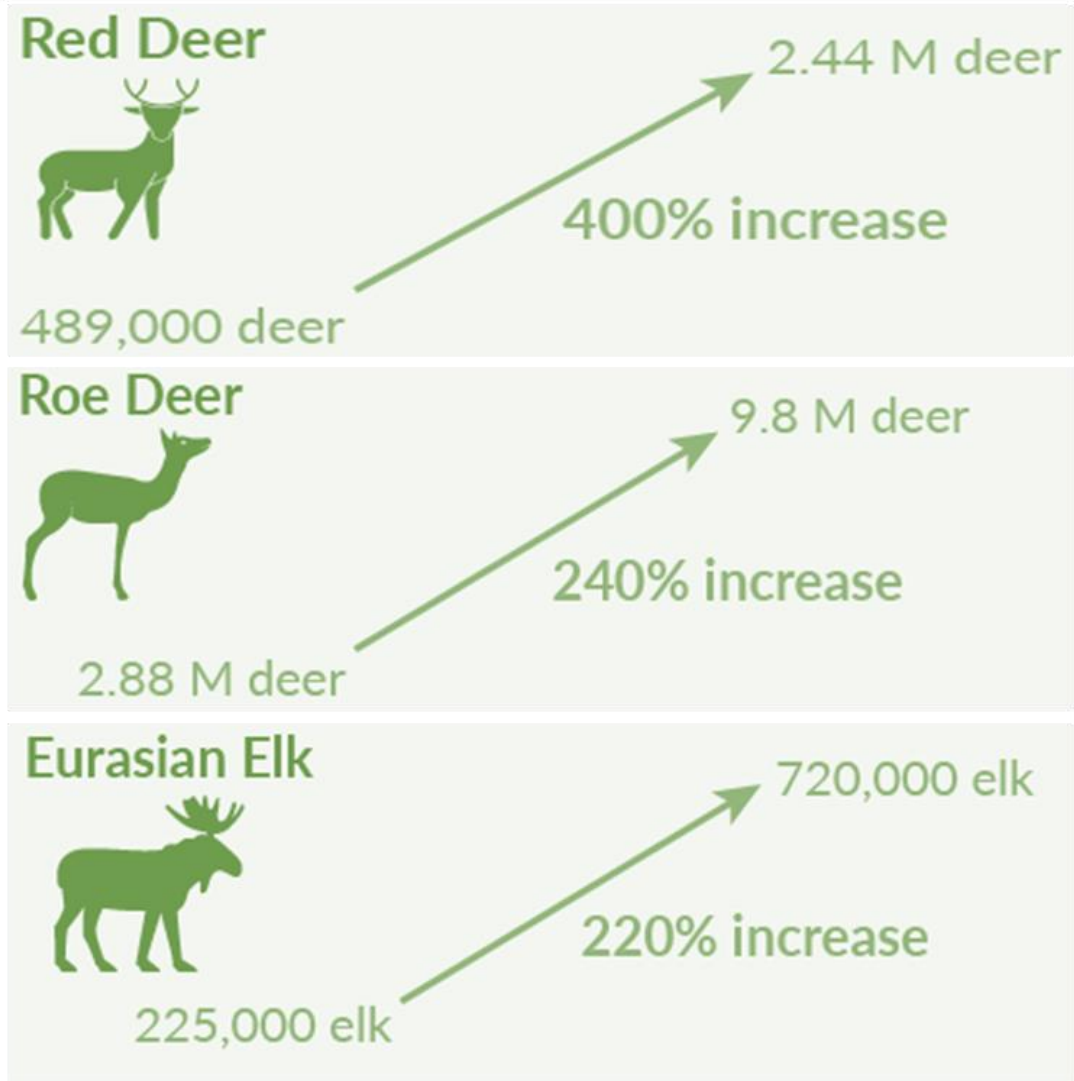 Red Deer
2.44 M deer
400% increase
489,000 deer
Roe Deer
9.8 M deer
240% increase
2.88 M deer
Eurasian Elk
720,000 elk
220% increase
225,000 elk